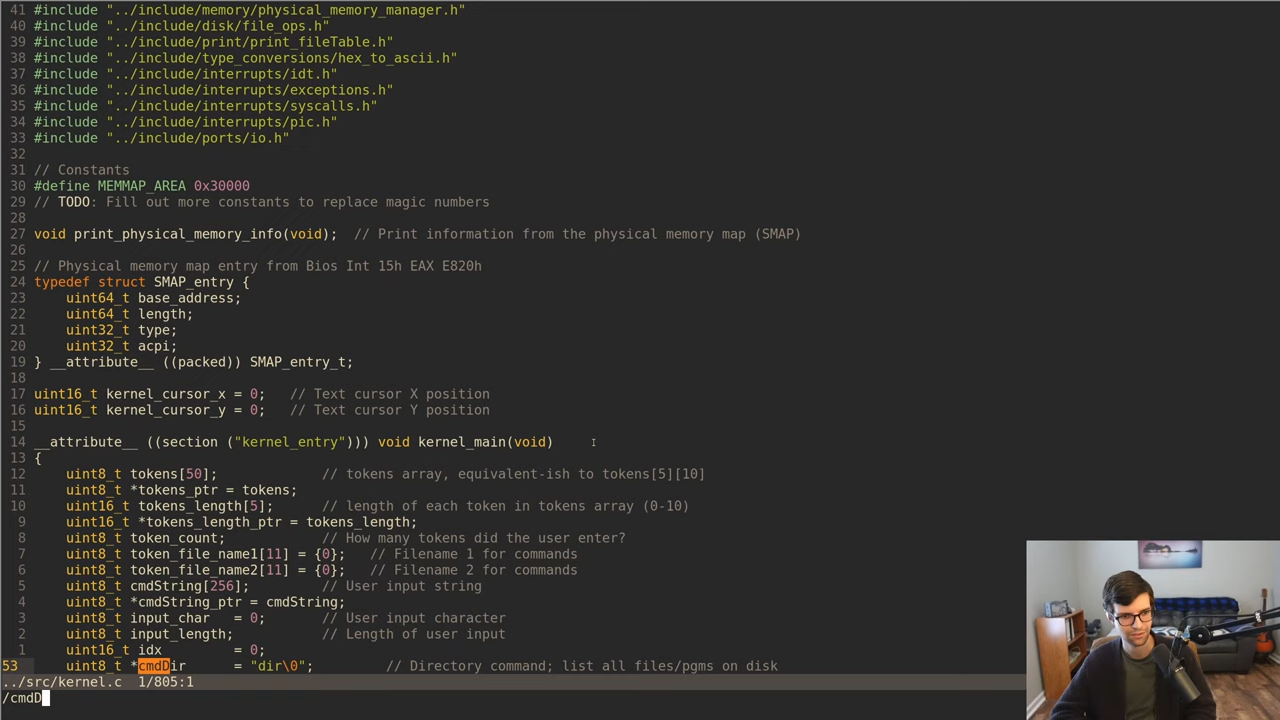 41 #include "../include/memory/physical_memory_manager.h"
40 #include "../include/disk/file_ops.h"
39 #include "../include/print/print_fileTable.h"
38 #include "../include/type_conversions/hex_to_ascii.h"
37 #include "../include/interrupts/idt.h"
36 #include "../include/interrupts/exceptions.h"
35 #include "../include/interrupts/syscalls.h"
34 #include "../include/interrupts/pic.h"
33 #include "../include/ports/io.h"
32
31 // Constants
30 #define MEMMAP_AREA 0x30000
29 // TODO: Fill out more constants to replace magic numbers
28
27 void print_physical_memory_info(void);  // Print information from the physical memory map (SMAP)
26
25 // Physical memory map entry from Bios Int 15h EAX E820h
24 typedef struct SMAP_entry {
23     uint64_t base_address;
22     uint64_t length;
21     uint32_t type;
20     uint32_t acpi;
19 } __attribute__ ((packed)) SMAP_entry_t;
18
17 uint16_t kernel_cursor_x = 0;   // Text cursor X position
16 uint16_t kernel_cursor_y = 0;   // Text cursor Y position
15
14 __attribute__ ((section ("kernel_entry"))) void kernel_main(void)
13 {
12     uint8_t tokens[50];             // tokens array, equivalent-ish to tokens[5][10]
11     uint8_t *tokens_ptr = tokens;
10     uint16_t tokens_length[5];      // length of each token in tokens array (0-10)
9     uint16_t *tokens_length_ptr = tokens_length;
8     uint8_t token_count;            // How many tokens did the user enter?
7     uint8_t token_file_name1[11] = {0};   // Filename 1 for commands
6     uint8_t token_file_name2[11] = {0};   // Filename 2 for commands
5     uint8_t cmdString[256];         // User input string
4     uint8_t *cmdString_ptr = cmdString;
3     uint8_t input_char   = 0;       // User input character
2     uint8_t input_length;           // Length of user input
1     uint16_t idx         = 0;
53     uint8_t *cmdDir      = "dir\0";         // Directory command; list all files/pgms on disk
../src/kernel.c  1/805:1
/cmdD